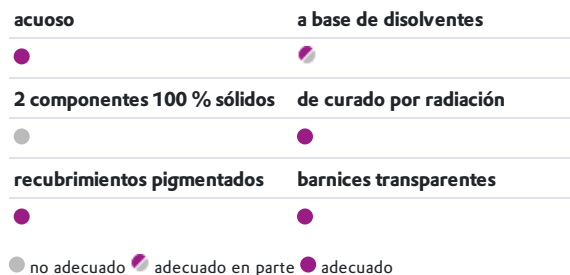 acuoso a base de disolventes
2 componentes 100 % sólidos de curado por radiación
recubrimientos pigmentados barnices transparentes
no adecuado adecuado en parte adecuado